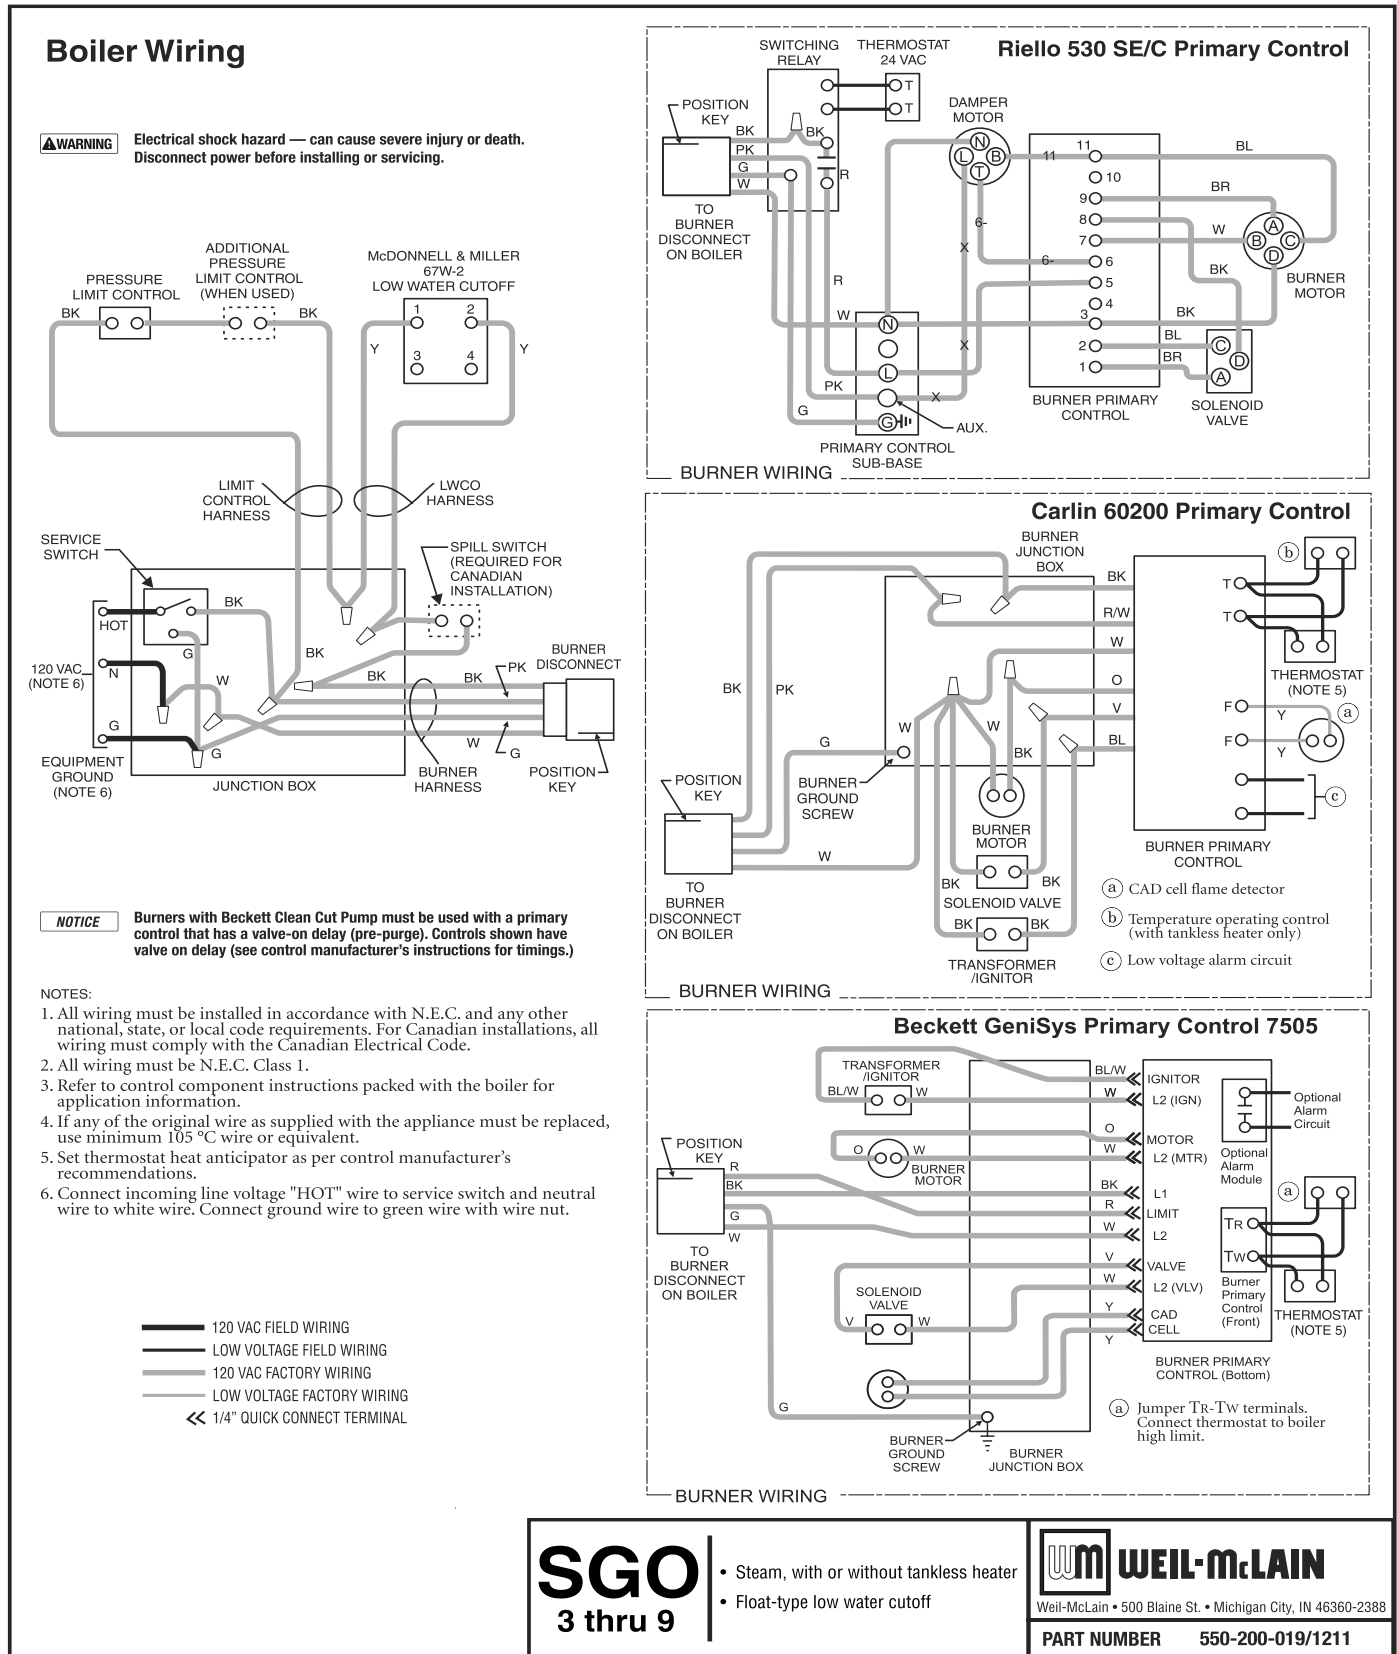 Boiler Wiring
WARNING
Electrical shock hazard — can cause severe injury or death.
Disconnect power before installing or servicing.
PRESSURE
LIMIT CONTROL
ADDITIONAL
PRESSURE
LIMIT CONTROL
(WHEN USED)
McDONNELL & MILLER
67W-2
LOW WATER CUTOFF
BK
BK
1
2
3
4
Y
Y
LIMIT
CONTROL
HARNESS
LWCO
HARNESS
SERVICE
SWITCH
SPILL SWITCH
(REQUIRED FOR
CANADIAN
INSTALLATION)
BK
HOT
G
BK
120 VAC
(NOTE 6)
N
W
BK
BK
PK
BURNER
DISCONNECT
G
G
W
G
EQUIPMENT
GROUND
(NOTE 6)
JUNCTION BOX
BURNER
HARNESS
POSITION
KEY
NOTICE
Burners with Beckett Clean Cut Pump must be used with a primary
control that has a valve-on delay (pre-purge). Controls shown have
valve on delay (see control manufacturer's instructions for timings.)
NOTES:
1. All wiring must be installed in accordance with N.E.C. and any other
national, state, or local code requirements. For Canadian installations, all
wiring must comply with the Canadian Electrical Code.
2. All wiring must be N.E.C. Class 1.
3. Refer to control component instructions packed with the boiler for
application information.
4. If any of the original wire as supplied with the appliance must be replaced,
use minimum 105 °C wire or equivalent.
5. Set thermostat heat anticipator as per control manufacturer's
recommendations.
6. Connect incoming line voltage "HOT" wire to service switch and neutral
wire to white wire. Connect ground wire to green wire with wire nut.
120 VAC FIELD WIRING
LOW VOLTAGE FIELD WIRING
120 VAC FACTORY WIRING
LOW VOLTAGE FACTORY WIRING
1/4" QUICK CONNECT TERMINAL
Riello 530 SE/C Primary Control
SWITCHING
RELAY
THERMOSTAT
24 VAC
T
T
POSITION
KEY
BK
PK
G
W
BK
R
TO
BURNER
DISCONNECT
ON BOILER
DAMPER
MOTOR
N
L
B
T
11
6-
6-
X
X
X
11
10
9
8
7
6
5
4
3
2
1
BL
BR
W
BK
BK
BL
BR
A
B
C
D
BURNER
MOTOR
C
D
A
SOLENOID
VALVE
R
W
PK
G
N
L
G
AUX.
PRIMARY CONTROL
SUB-BASE
BURNER PRIMARY
CONTROL
BURNER WIRING
Carlin 60200 Primary Control
BURNER
JUNCTION
BOX
BK
R/W
W
O
V
BL
BK
PK
G
W
W
W
BK
BURNER
GROUND
SCREW
POSITION
KEY
TO
BURNER
DISCONNECT
ON BOILER
BURNER
MOTOR
BK
BK
SOLENOID VALVE
BK
BK
TRANSFORMER
/IGNITOR
b
T
T
THERMOSTAT
(NOTE 5)
F
Y
a
F
Y
c
BURNER PRIMARY
CONTROL
a CAD cell flame detector
b Temperature operating control
(with tankless heater only)
c Low voltage alarm circuit
BURNER WIRING
Beckett GeniSys Primary Control 7505
TRANSFORMER
/IGNITOR
BL/W
W
BL/W
IGNITOR
W
L2 (IGN)
O
MOTOR
W
L2 (MTR)
O
W
BURNER
MOTOR
POSITION
KEY
R
BK
G
W
BK
L1
R
LIMIT
W
L2
V
VALVE
W
L2 (VLV)
Y
CAD
CELL
Y
TO
BURNER
DISCONNECT
ON BOILER
SOLENOID
VALVE
V
W
G
BURNER
GROUND
SCREW
BURNER
JUNCTION BOX
Optional
Alarm
Circuit
Optional
Alarm
Module
a
TR
TW
Burner
Primary
Control
(Front)
THERMOSTAT
(NOTE 5)
BURNER PRIMARY
CONTROL (Bottom)
a Jumper TR-TW terminals.
Connect thermostat to boiler
high limit.
BURNER WIRING
SGO
3 thru 9
• Steam, with or without tankless heater
• Float-type low water cutoff
WM WEIL-McLAIN
Weil-McLain • 500 Blaine St. • Michigan City, IN 46360-2388
PART NUMBER 550-200-019/1211